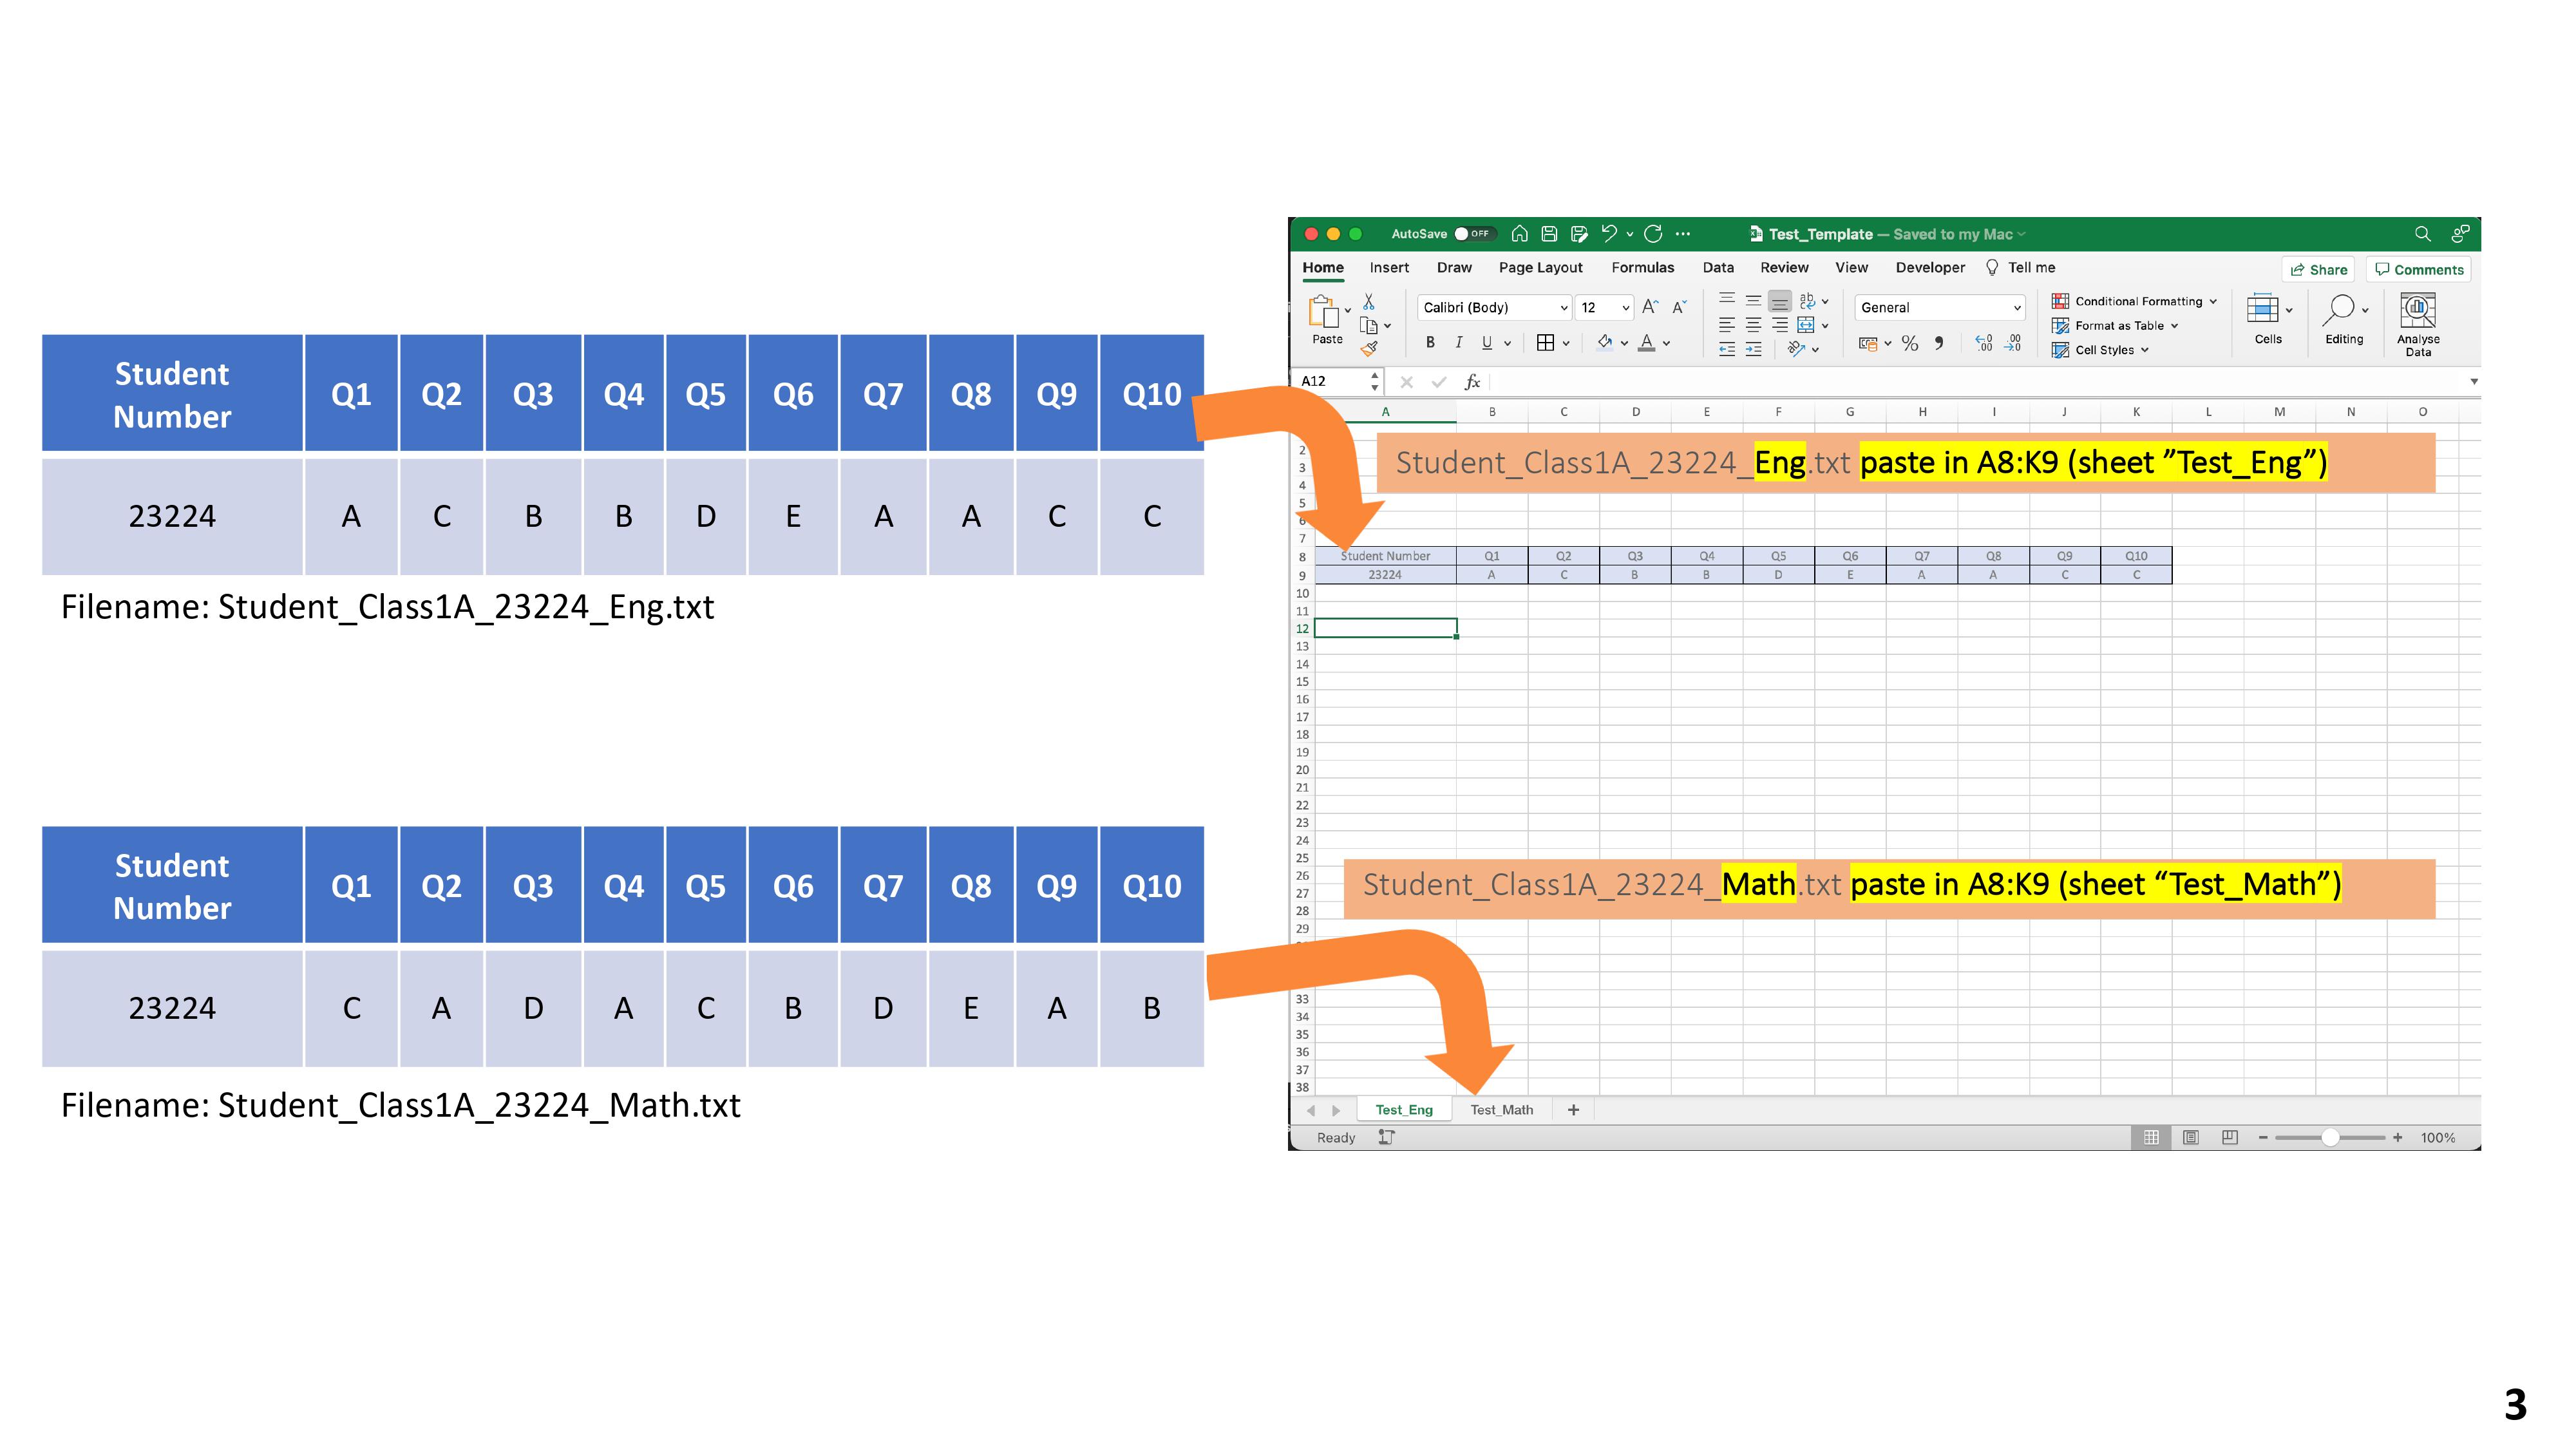 Student Number Q1 Q2 Q3 Q4 Q5 Q6 Q7 Q8 Q9 Q10
23224 A C B B D E A A C C
Filename: Student_Class1A_23224_Eng.txt
Student Number Q1 Q2 Q3 Q4 Q5 Q6 Q7 Q8 Q9 Q10
23224 C A D A C B D E A B
Filename: Student_Class1A_23224_Math.txt
AutoSave OFF Test_Template — Saved to my Mac
Home Insert Draw Page Layout Formulas Data Review View Developer Tell me Share Comments
Paste
Calibri (Body) 12
B I U A
ab
General
%
Conditional Formatting
Format as Table
Cell Styles
Cells
Editing
Analyse Data
A12 fx
A B C D E F G H I J K L M N O
2
Student_Class1A_23224_Eng.txt paste in A8:K9 (sheet ”Test_Eng”)
3
4
5
6
7
8 Student Number Q1 Q2 Q3 Q4 Q5 Q6 Q7 Q8 Q9 Q10
9 23224 A C B B D E A A C C
10
11
12
13
14
15
16
17
18
19
20
21
22
23
24
25
26
Student_Class1A_23224_Math.txt paste in A8:K9 (sheet “Test_Math”)
27
28
29
33
34
35
36
37
38
Test_Eng Test_Math +
Ready 100%
3